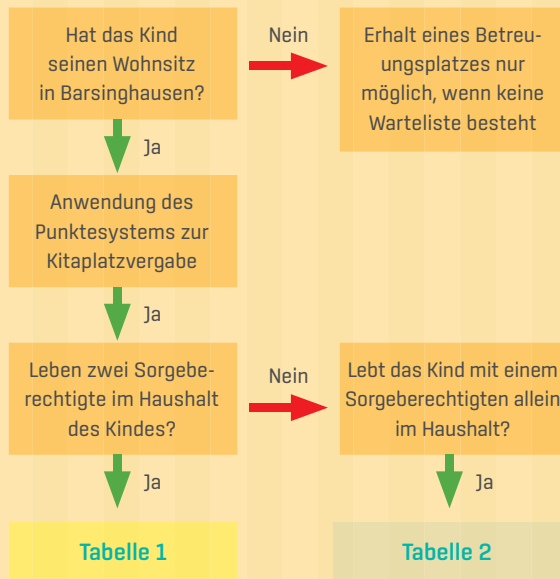 Hat das Kind
seinen Wohnsitz
in Barsinghausen?
Nein
Erhalt eines Betreu-
ungsplatzes nur
möglich, wenn keine
Warteliste besteht
Ja
Anwendung des
Punktesystems zur
Kitaplatzvergabe
Ja
Leben zwei Sorgebe-
rechtigte im Haushalt
des Kindes?
Nein
Lebt das Kind mit einem
Sorgeberechtigten allein
im Haushalt?
Ja
Ja
Tabelle 1
Tabelle 2